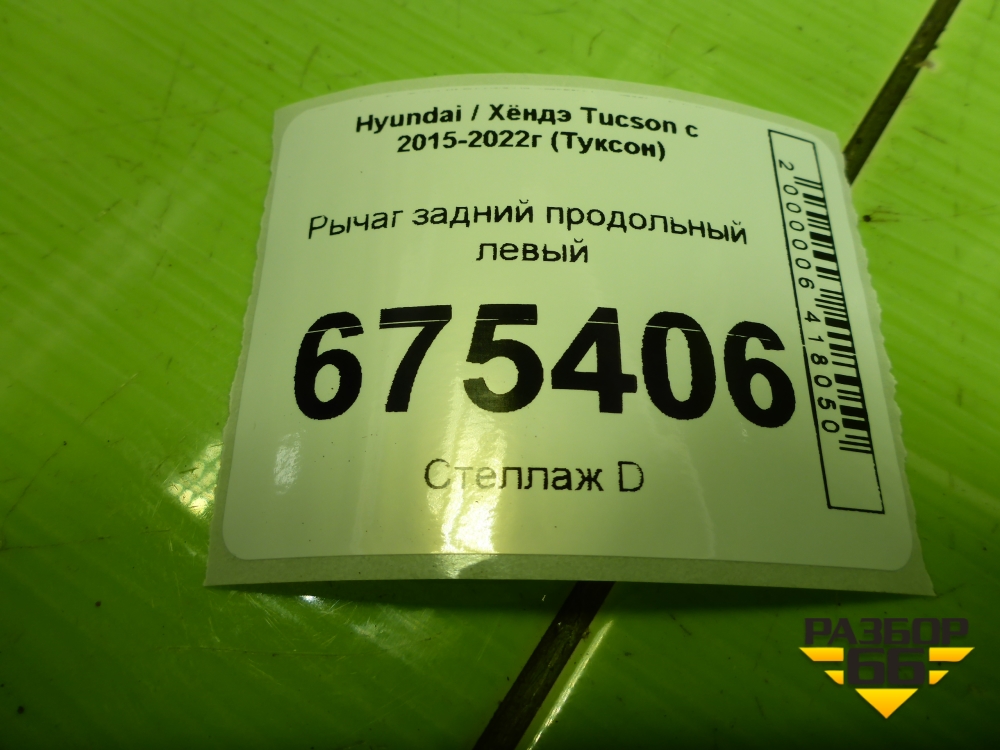 Hyundai / Хёндэ Tucson с
2015-2022г (Туксон)
Рычаг задний продольный
левый
675406
Стеллаж D
2000006418050
РАЗБОР
66